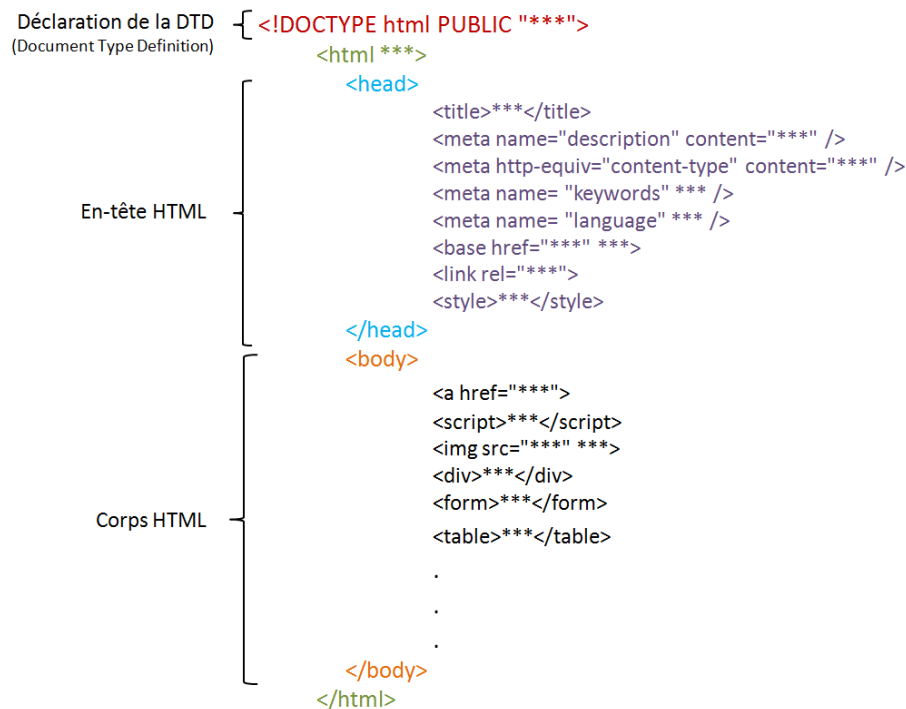 Déclaration de la DTD
(Document Type Definition)
<!DOCTYPE html PUBLIC "***">
<html ***>
<head>
En-tête HTML
<title>***</title>
<meta name="description" content="***" />
<meta http-equiv="content-type" content="***" />
<meta name= "keywords" *** />
<meta name= "language" *** />
<base href="***" ***>
<link rel="***">
<style>***</style>
</head>
<body>
Corps HTML
<a href="***">
<script>***</script>
<img src="***" ***>
<div>***</div>
<form>***</form>
<table>***</table>
.
.
.
</body>
</html>